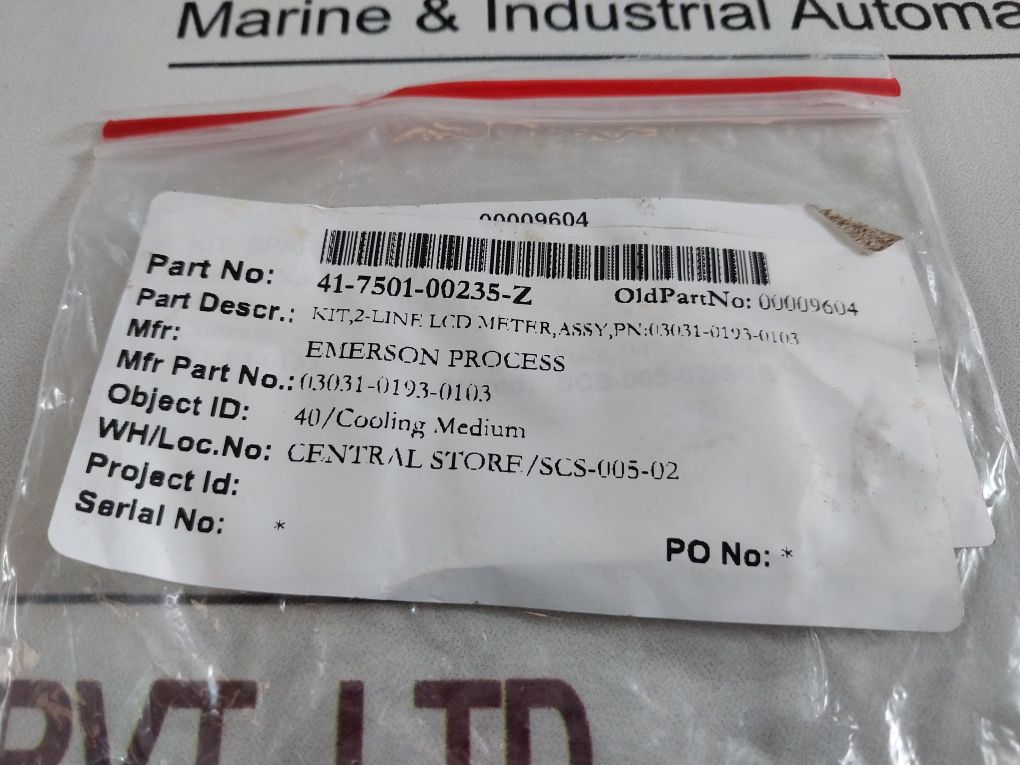 Marine & Industrial Automa
00009604
Part No: 41-7501-00235-Z OldPartNo: 00009604
Part Descr.: KIT,2-LINE LCD METER,ASSY,PN:03031-0193-0103
Mfr: EMERSON PROCESS
Mfr Part No.: 03031-0193-0103
Object ID: 40/Cooling Medium
WH/Loc.No: CENTRAL STORE/SCS-005-02
Project Id:
Serial No: * PO No: *
PVT. LTD